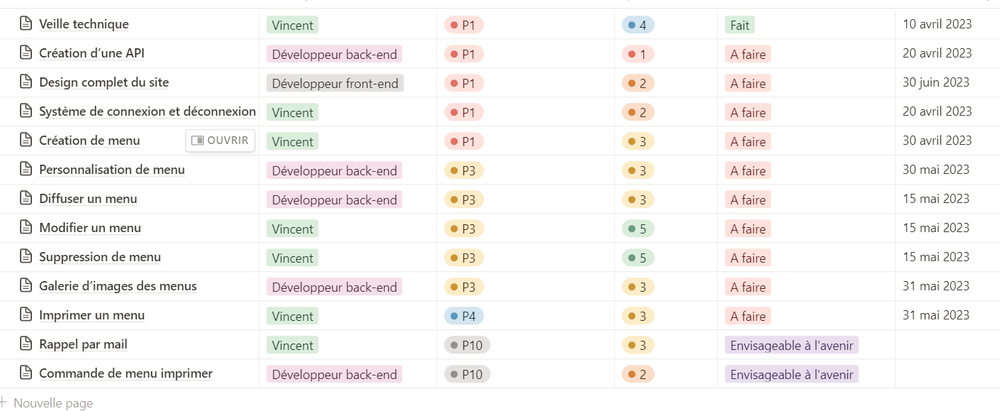 Veille technique Vincent P1 4 Fait 10 avril 2023
Création d’une API Développeur back-end P1 1 A faire 20 avril 2023
Design complet du site Développeur front-end P1 2 A faire 30 juin 2023
Système de connexion et déconnexion Vincent P1 2 A faire 20 avril 2023
Création de menu OUVRIR Vincent P1 3 A faire 30 avril 2023
Personnalisation de menu Développeur back-end P3 3 A faire 30 mai 2023
Diffuser un menu Développeur back-end P3 3 A faire 15 mai 2023
Modifier un menu Vincent P3 5 A faire 15 mai 2023
Suppression de menu Vincent P3 5 A faire 15 mai 2023
Galerie d’images des menus Développeur back-end P3 3 A faire 31 mai 2023
Imprimer un menu Vincent P4 3 A faire 31 mai 2023
Rappel par mail Vincent P10 3 Envisageable à l'avenir
Commande de menu imprimer Développeur back-end P10 2 Envisageable à l'avenir
+ Nouvelle page